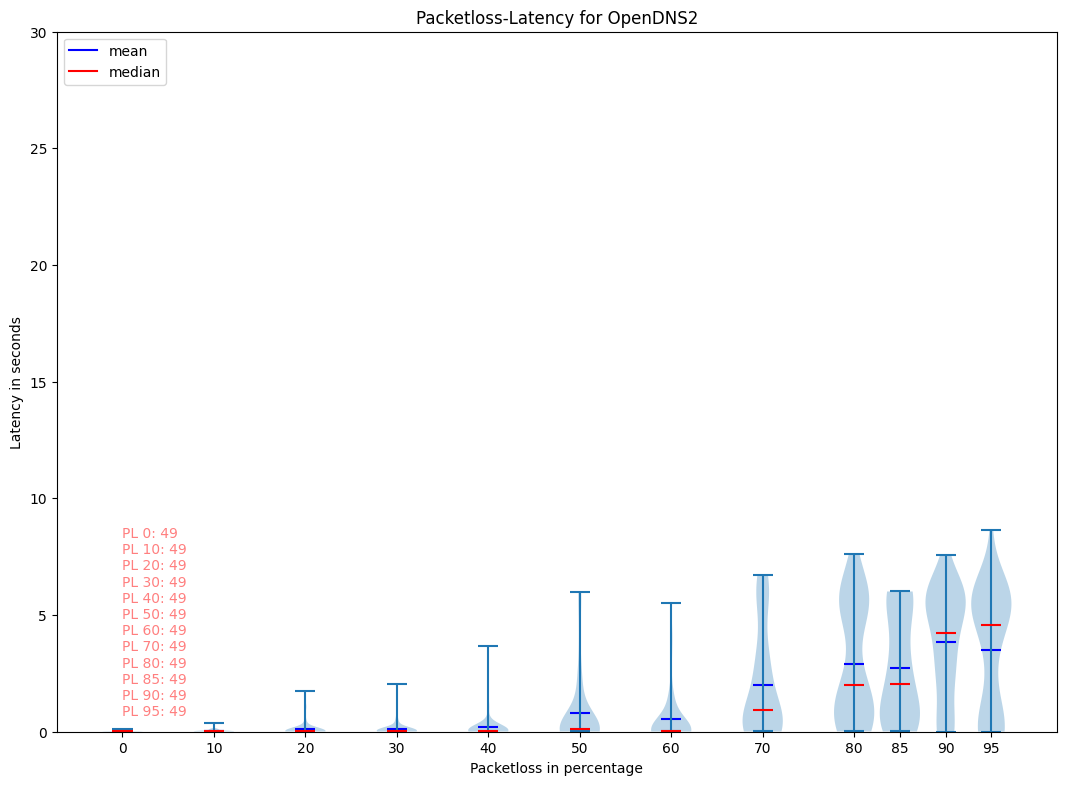 Packetloss-Latency for OpenDNS2
30
mean
median
25
20
15
10
5
0
Latency in seconds
PL 0: 49
PL 10: 49
PL 20: 49
PL 30: 49
PL 40: 49
PL 50: 49
PL 60: 49
PL 70: 49
PL 80: 49
PL 85: 49
PL 90: 49
PL 95: 49
0 10 20 30 40 50 60 70 80 85 90 95
Packetloss in percentage